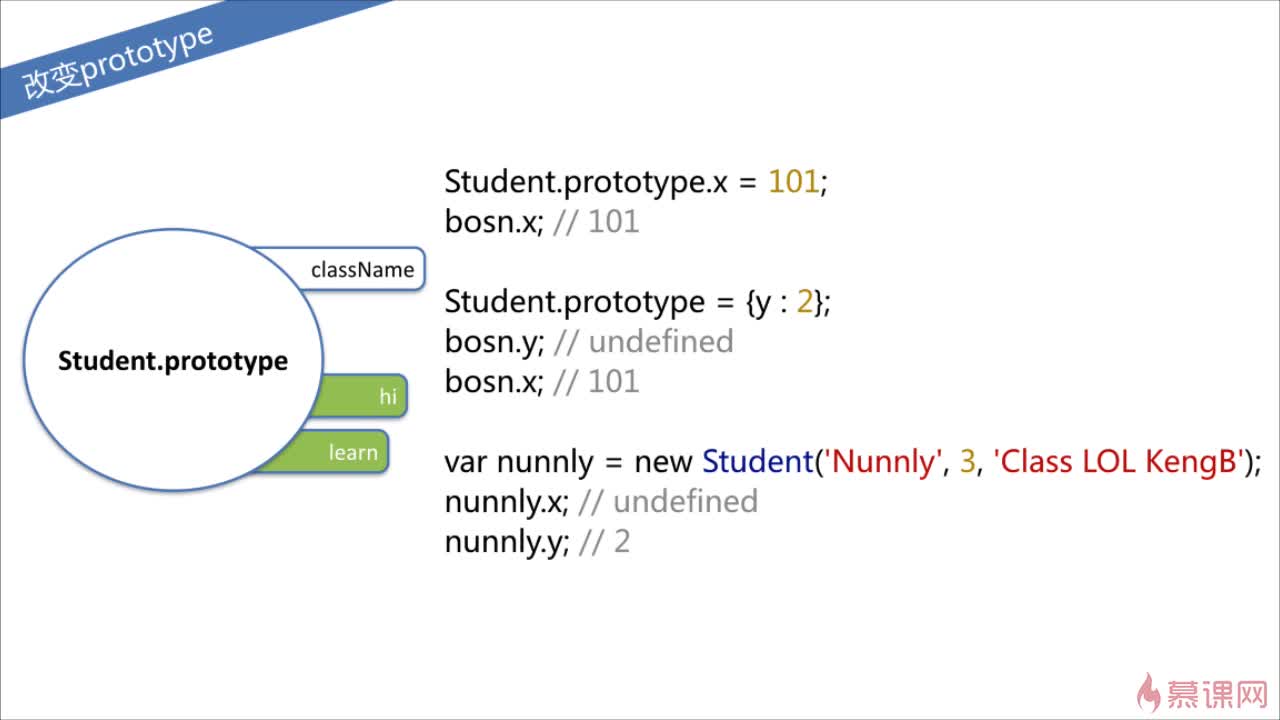 改变prototype
Student.prototype.x = 101;
bosn.x; // 101
className
Student.prototype = {y : 2};
bosn.y; // undefined
Student.prototype
bosn.x; // 101
hi
learn
var nunnly = new Student('Nunnly', 3, 'Class LOL KengB');
nunnly.x; // undefined
nunnly.y; // 2
慕课网